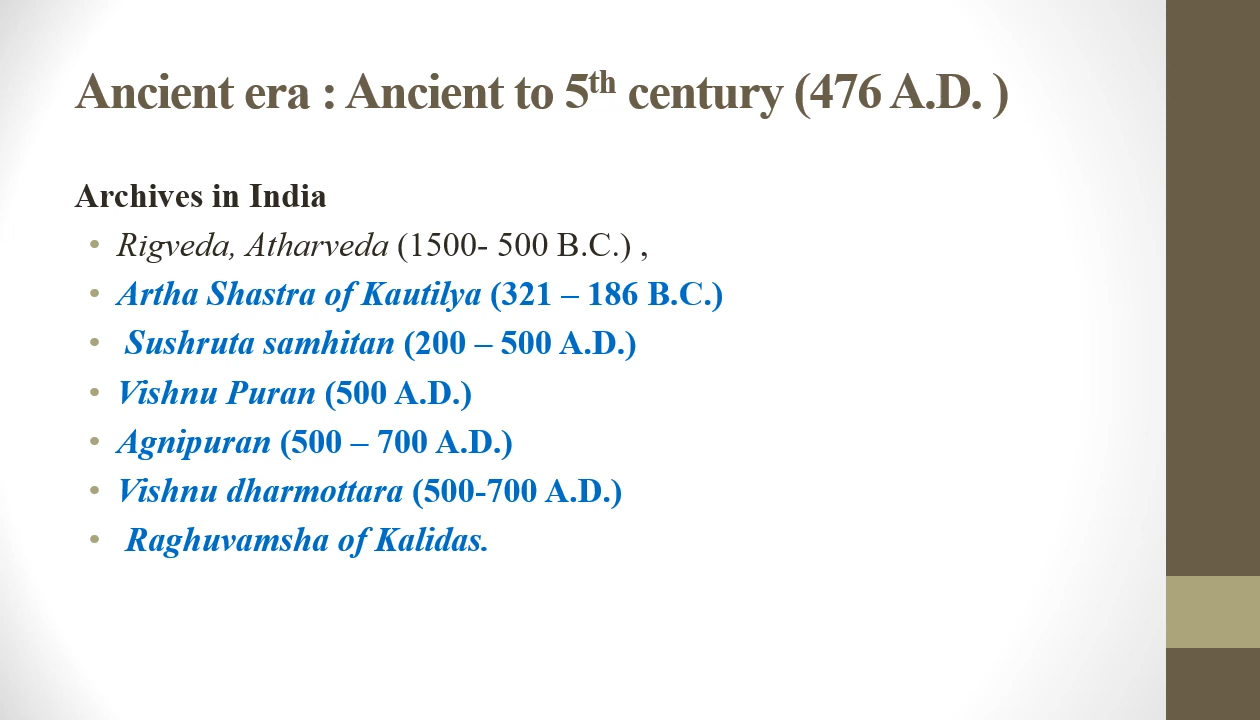 Ancient era : Ancient to 5th century (476 A.D. )
Archives in India
• Rigveda, Atharveda (1500- 500 B.C.) ,
• Artha Shastra of Kautilya (321 – 186 B.C.)
• Sushruta samhitan (200 – 500 A.D.)
• Vishnu Puran (500 A.D.)
• Agnipuran (500 – 700 A.D.)
• Vishnu dharmottara (500-700 A.D.)
• Raghuvamsha of Kalidas.